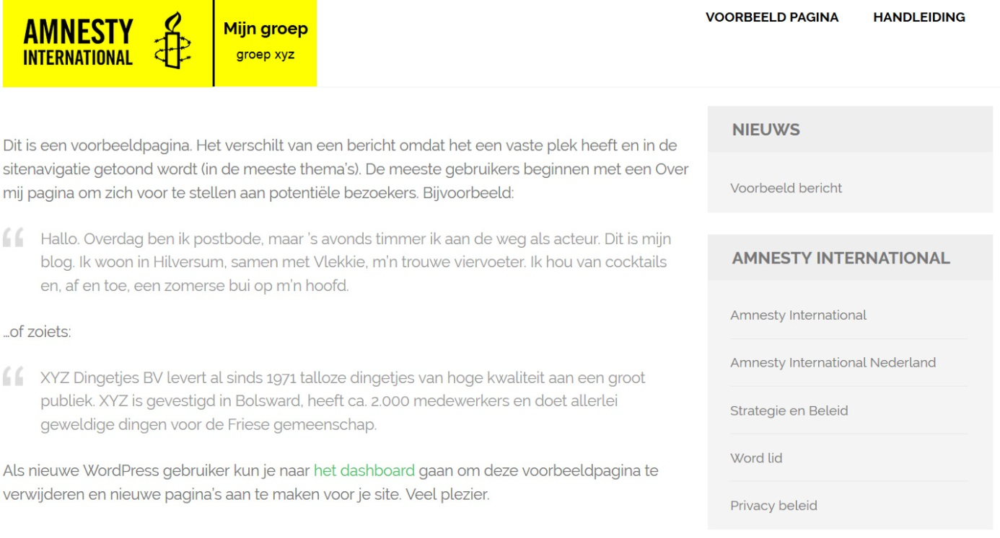 AMNESTY
INTERNATIONAL
Mijn groep
groep xyz
VOORBEELD PAGINA
HANDLEIDING
Dit is een voorbeeldpagina. Het verschilt van een bericht omdat het een vaste plek heeft en in de
sitenavigatie getoond wordt (in de meeste thema's). De meeste gebruikers beginnen met een Over
mij pagina om zich voor te stellen aan potentiële bezoekers. Bijvoorbeeld:
“ Hallo. Overdag ben ik postbode, maar 's avonds timmer ik aan de weg als acteur. Dit is mijn
blog. Ik woon in Hilversum, samen met Vlekkie, m'n trouwe viervoeter. Ik hou van cocktails
en, af en toe, een zomerse bui op m'n hoofd.
…of zoiets:
“ XYZ Dingetjes BV levert al sinds 1971 talloze dingetjes van hoge kwaliteit aan een groot
publiek. XYZ is gevestigd in Bolsward, heeft ca. 2.000 medewerkers en doet allerlei
geweldige dingen voor de Friese gemeenschap.
Als nieuwe WordPress gebruiker kun je naar het dashboard gaan om deze voorbeeldpagina te
verwijderen en nieuwe pagina's aan te maken voor je site. Veel plezier.
NIEUWS
Voorbeeld bericht
AMNESTY INTERNATIONAL
Amnesty International
Amnesty International Nederland
Strategie en Beleid
Word lid
Privacy beleid